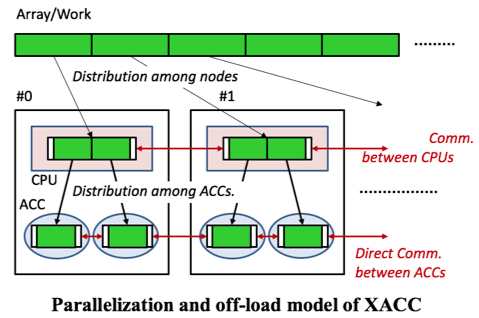 Array/Work
Distribution among nodes
#0
#1
Comm.
between CPUs
CPU
Distribution among ACCs.
ACC
Direct Comm.
between ACCs
Parallelization and off-load model of XACC